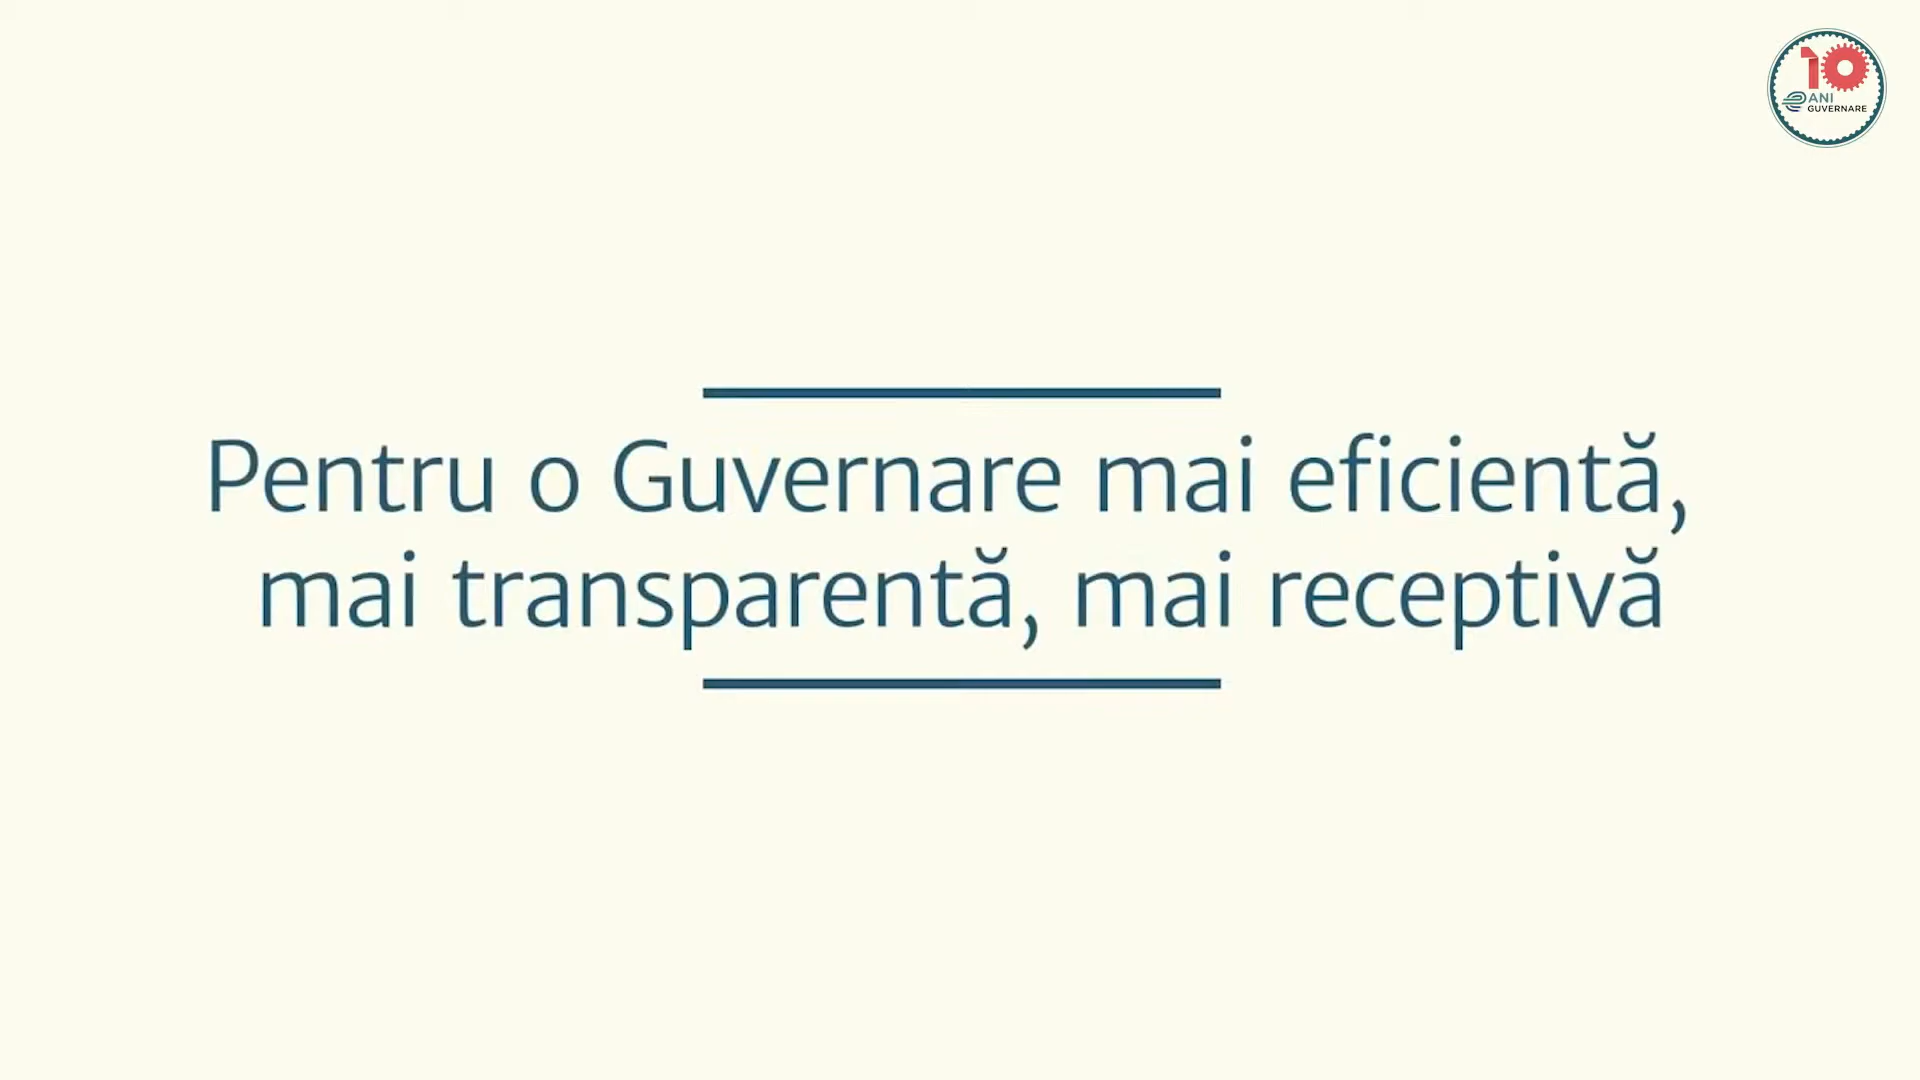 10
ANI
GUVERNARE
Pentru o Guvernare mai eficientă,
mai transparentă, mai receptivă